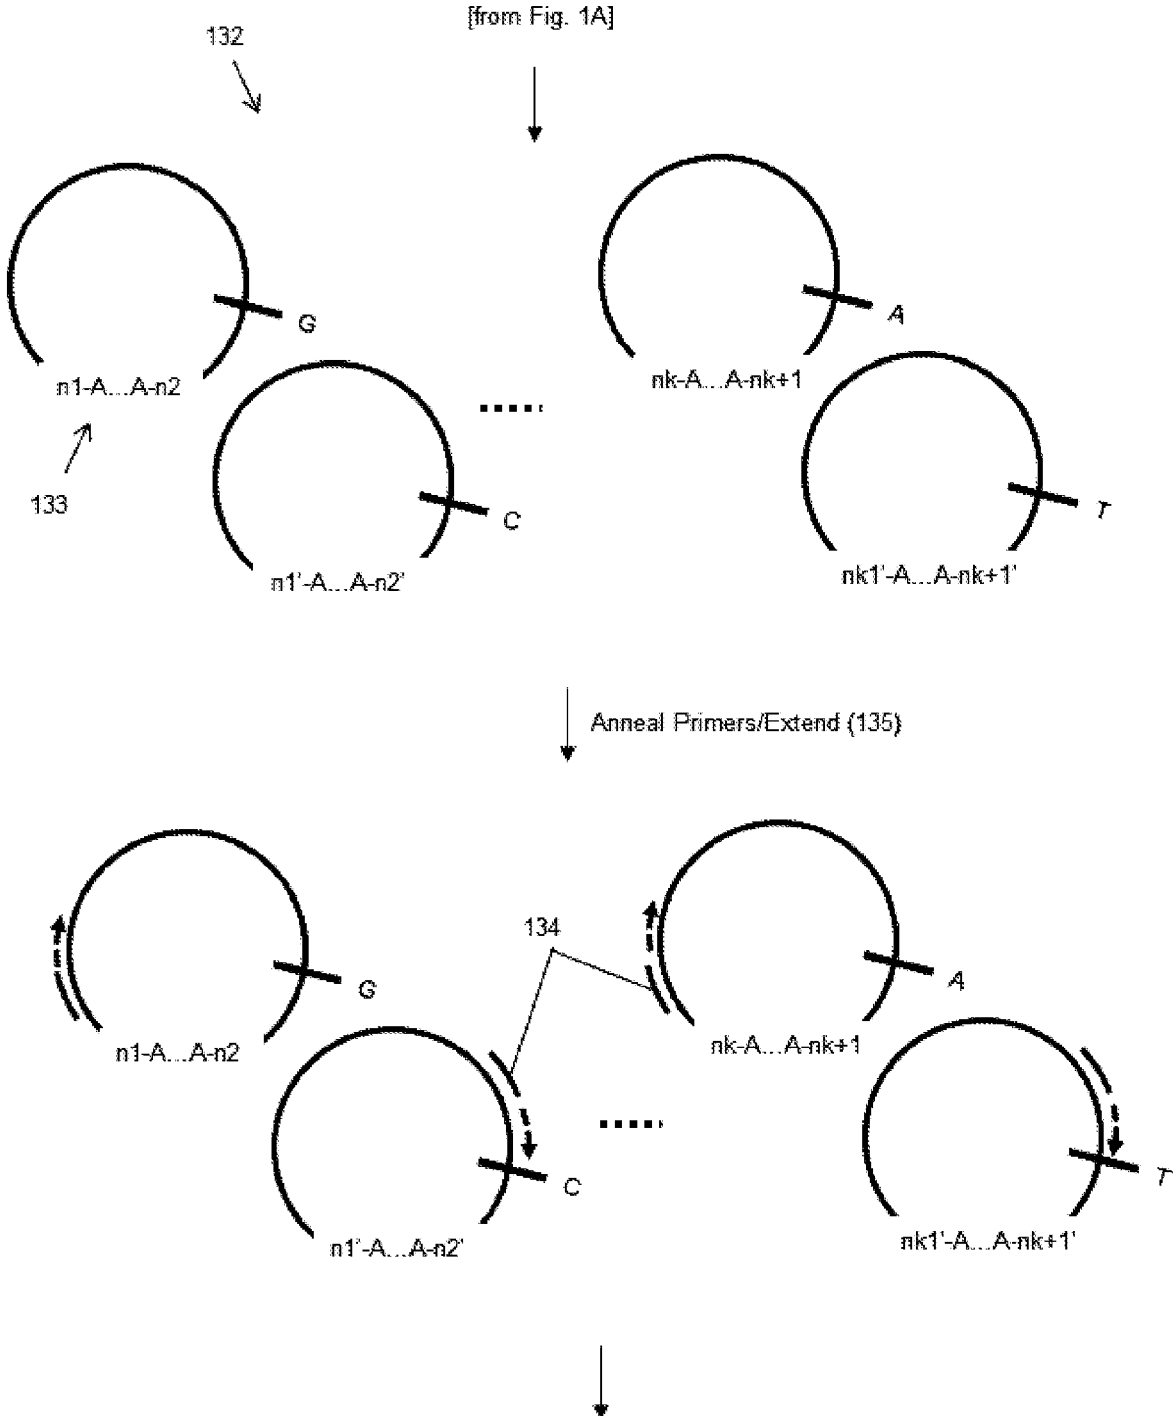 [from Fig. 1A]
132
G
A
n1-A...A-n2
nk-A...A-nk+1
133
C
T
n1'-A...A-n2'
nk1'-A...A-nk+1'
Anneal Primers/Extend (135)
134
G
A
n1-A...A-n2
nk-A...A-nk+1
C
T
n1'-A...A-n2'
nk1'-A...A-nk+1'